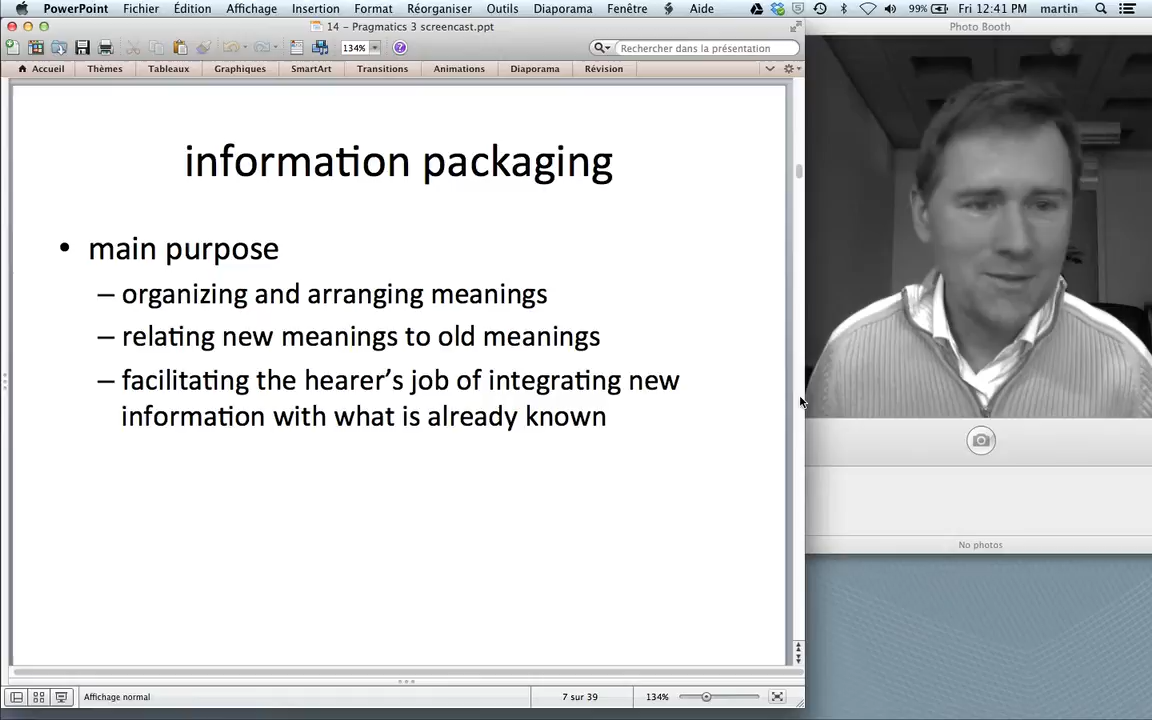 PowerPoint Fichier Édition Affichage Insertion Format Réorganiser Outils Diaporama Fenêtre Aide 99% Fri 12:41 PM martin
14 – Pragmatics 3 screencast.ppt
Photo Booth
134% ? Rechercher dans la présentation
Accueil Thèmes Tableaux Graphiques SmartArt Transitions Animations Diaporama Révision
information packaging
• main purpose
– organizing and arranging meanings
– relating new meanings to old meanings
– facilitating the hearer's job of integrating new
information with what is already known
No photos
Affichage normal 7 sur 39 134%